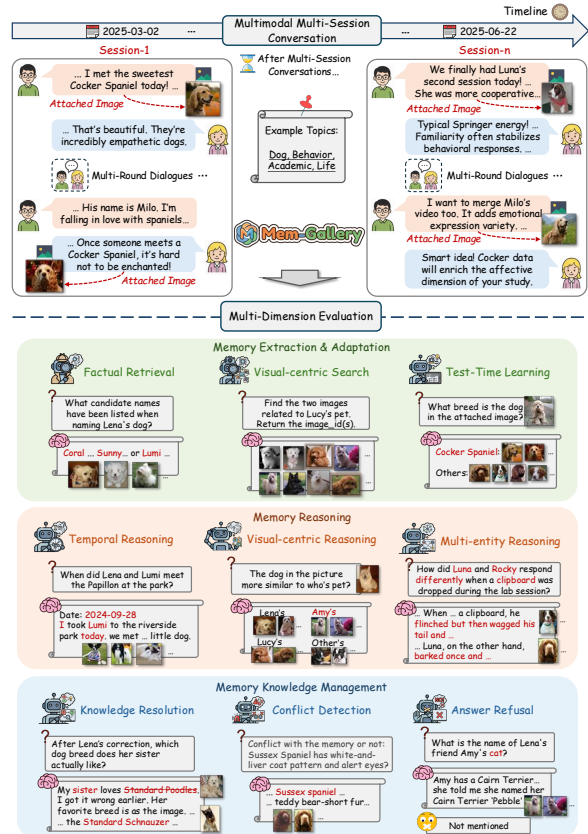 Timeline
2025-03-02
...
Multimodal Multi-Session
Conversation
...
2025-06-22
Session-1
... I met the sweetest
Cocker Spaniel today! ...
Attached Image
... That's beautiful. They're
incredibly empathetic dogs.
Multi-Round Dialogues ...
... His name is Milo. I'm
falling in love with spaniels...
... Once someone meets a
Cocker Spaniel, it's hard
not to be enchanted!
Attached Image
After Multi-Session
Conversations...
Example Topics:
Dog, Behavior,
Academic, Life
Mem-Gallery
Session-n
We finally had Luna's
second session today! ...
She was more cooperative...
Attached Image
Typical Springer energy! ...
Familiarity often stabilizes
behavioral responses. ...
Multi-Round Dialogues ...
I want to merge Milo's
video too. It adds emotional
expression variety. ...
Attached Image
Smart idea! Cocker data
will enrich the affective
dimension of your study.
Multi-Dimension Evaluation
Memory Extraction & Adaptation
Factual Retrieval
What candidate names
have been listed when
naming Lena's dog?
Coral ... Sunny... or Lumi ...
Visual-centric Search
Find the two images
related to Lucy's pet.
Return the image_id(s).
...
Test-Time Learning
What breed is the dog
in the attached image?
Cocker Spaniel:
...
Others:
...
Memory Reasoning
Temporal Reasoning
When did Lena and Lumi meet
the Papillon at the park?
Date: 2024-09-28
I took Lumi to the riverside
park today. we met ... little dog.
...
Visual-centric Reasoning
The dog in the picture
more similar to who's pet?
Lena's
Amy's
...
Lucy's
Other's
...
Multi-entity Reasoning
How did Luna and Rocky respond
differently when a clipboard was
dropped during the lab session?
... When ... a clipboard, he
flinched but then wagged his
tail and ...
... Luna, on the other hand,
barked once and ...
Memory Knowledge Management
Knowledge Resolution
After Lena's correction, which
dog breed does her sister
actually like?
My sister loves Standard Poodles.
I got it wrong earlier. Her
favorite breed is as the image. ...
... the Standard Schnauzer ...
Conflict Detection
Conflict with the memory or not:
Sussex Spaniel has white-and-
liver coat pattern and alert eyes?
... Sussex spaniel ...
... teddy bear-short fur...
...
Answer Refusal
What is the name of Lena's
friend Amy's cat?
Amy has a Cairn Terrier...
she told me she named her
Cairn Terrier 'Pebble'
...
Not mentioned